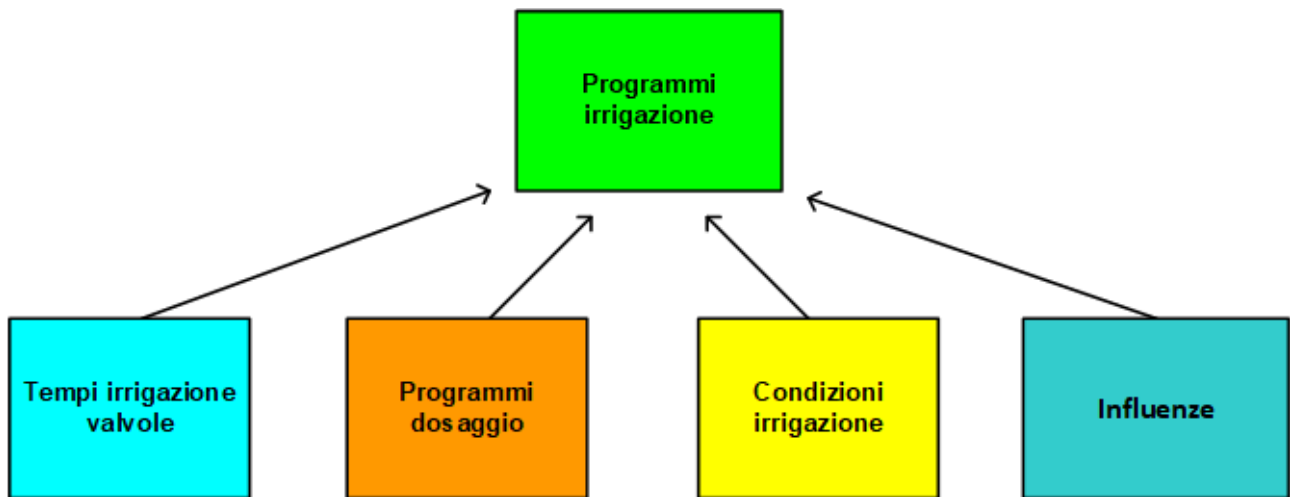 Programmi
irrigazione
Tempi irrigazione
valvole
Programmi
dosaggio
Condizioni
irrigazione
Influenze